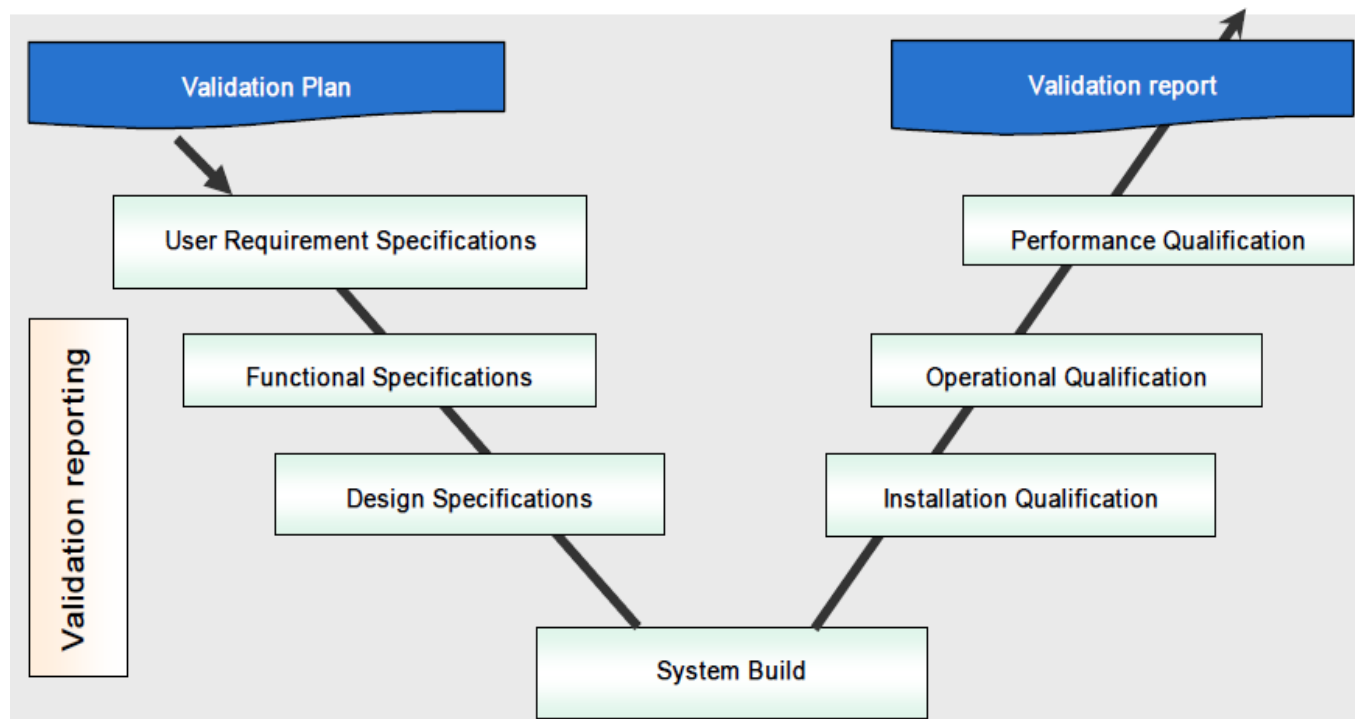 Validation Plan
Validation report
User Requirement Specifications
Performance Qualification
Functional Specifications
Operational Qualification
Validation reporting
Design Specifications
Installation Qualification
System Build